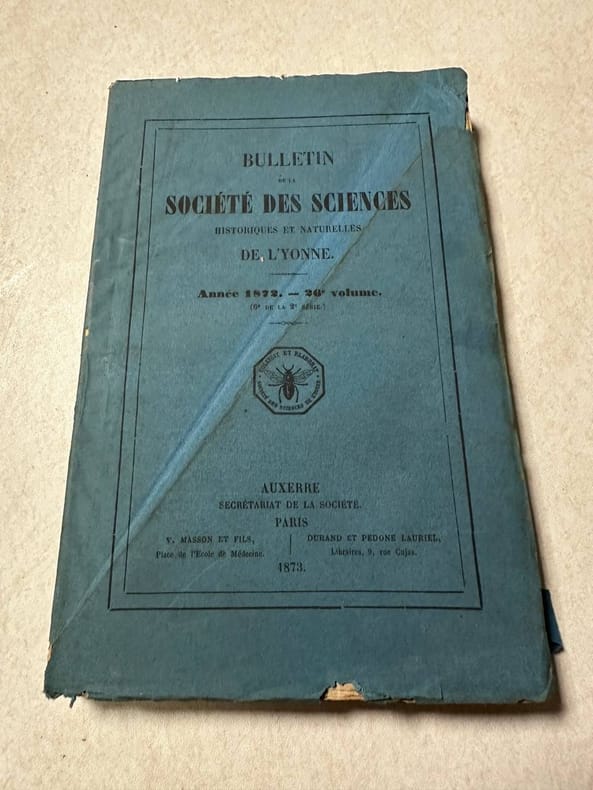 BULLETIN
DE LA
SOCIÉTÉ DES SCIENCES
HISTORIQUES ET NATURELLES
DE L'YONNE.
Année 1872. — 26e volume.
(6e DE LA 2e SÉRIE.)
AUXERRE
SECRÉTARIAT DE LA SOCIÉTÉ.
PARIS
V. MASSON ET FILS,
Place de l'Ecole de Médecine.
DURAND ET PEDONE LAURIEL,
Libraires, 9, rue Cujas.
1873.